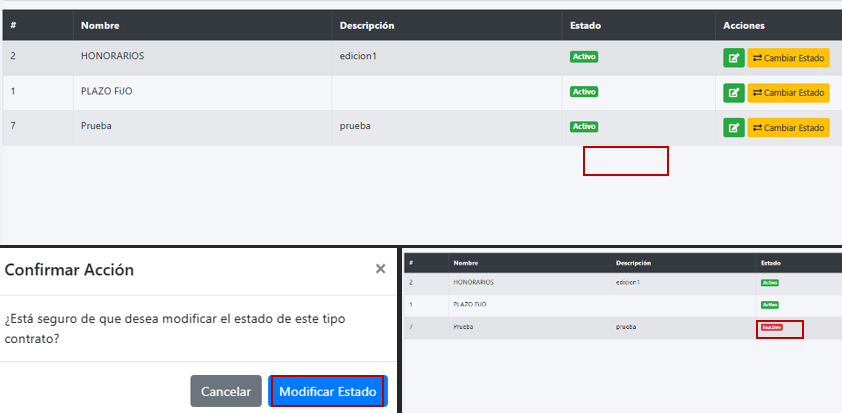 # Nombre Descripción Estado Acciones
2 HONORARIOS edicion1 Activo Cambiar Estado
1 PLAZO FiJO Activo Cambiar Estado
7 Prueba prueba Activo Cambiar Estado
Confirmar Acción ×
¿Está seguro de que desea modificar el estado de este tipo
contrato?
Cancelar Modificar Estado
# Nombre Descripción Estado
2 HONORARIOS edicion1 Activo
1 PLAZO FiJO Activo
7 Prueba prueba Inactivo